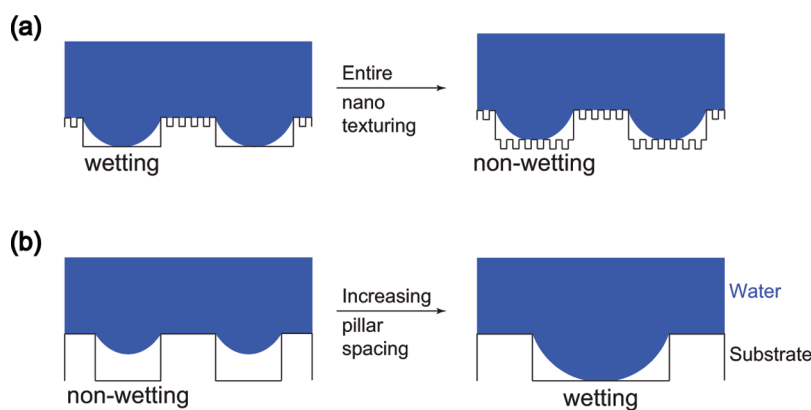 (a)
Entire
nano
texturing
wetting
non-wetting
(b)
Increasing
pillar
spacing
Water
Substrate
non-wetting
wetting